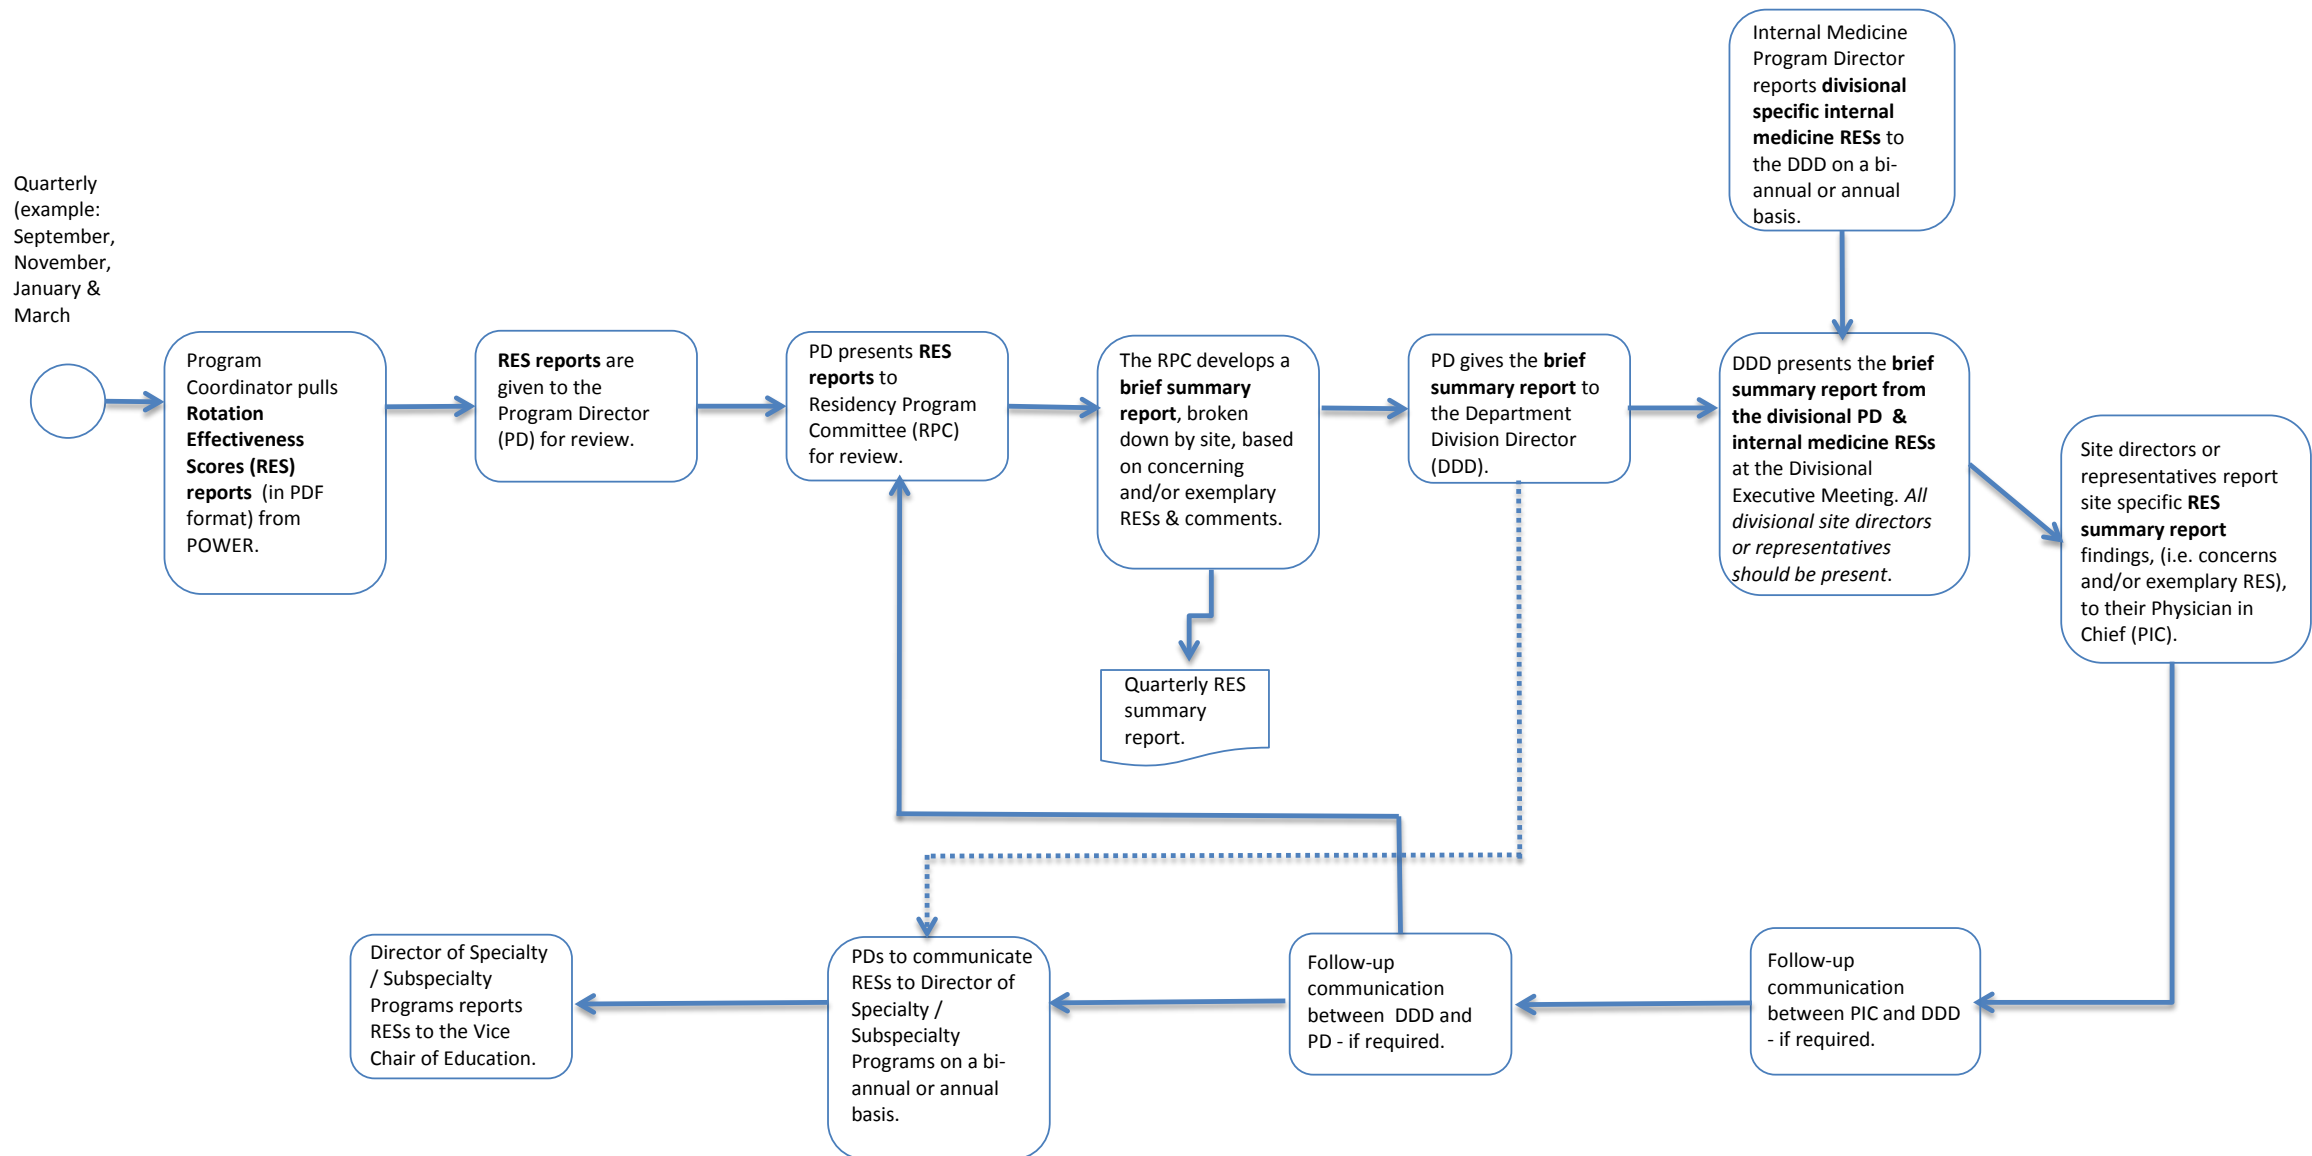 Quarterly
(example:
September,
November,
January &
March
Program
Coordinator pulls
Rotation
Effectiveness
Scores (RES)
reports (in PDF
format) from
POWER.
RES reports are
given to the
Program Director
(PD) for review.
PD presents RES
reports to
Residency Program
Committee (RPC)
for review.
The RPC develops a
brief summary
report, broken
down by site, based
on concerning
and/or exemplary
RESs & comments.
Quarterly RES
summary
report.
PD gives the brief
summary report to
the Department
Division Director
(DDD).
Internal Medicine
Program Director
reports divisional
specific internal
medicine RESs to
the DDD on a bi-
annual or annual
basis.
DDD presents the brief
summary report from
the divisional PD & 
internal medicine RESs
at the Divisional
Executive Meeting. All
divisional site directors
or representatives
should be present.
Site directors or
representatives report
site specific RES
summary report
findings, (i.e. concerns
and/or exemplary RES),
to their Physician in
Chief (PIC).
Follow-up
communication
between PIC and DDD
- if required.
Follow-up
communication
between DDD and
PD - if required.
PDs to communicate
RESs to Director of
Specialty /
Subspecialty
Programs on a bi-
annual or annual
basis.
Director of Specialty
/ Subspecialty
Programs reports
RESs to the Vice
Chair of Education.